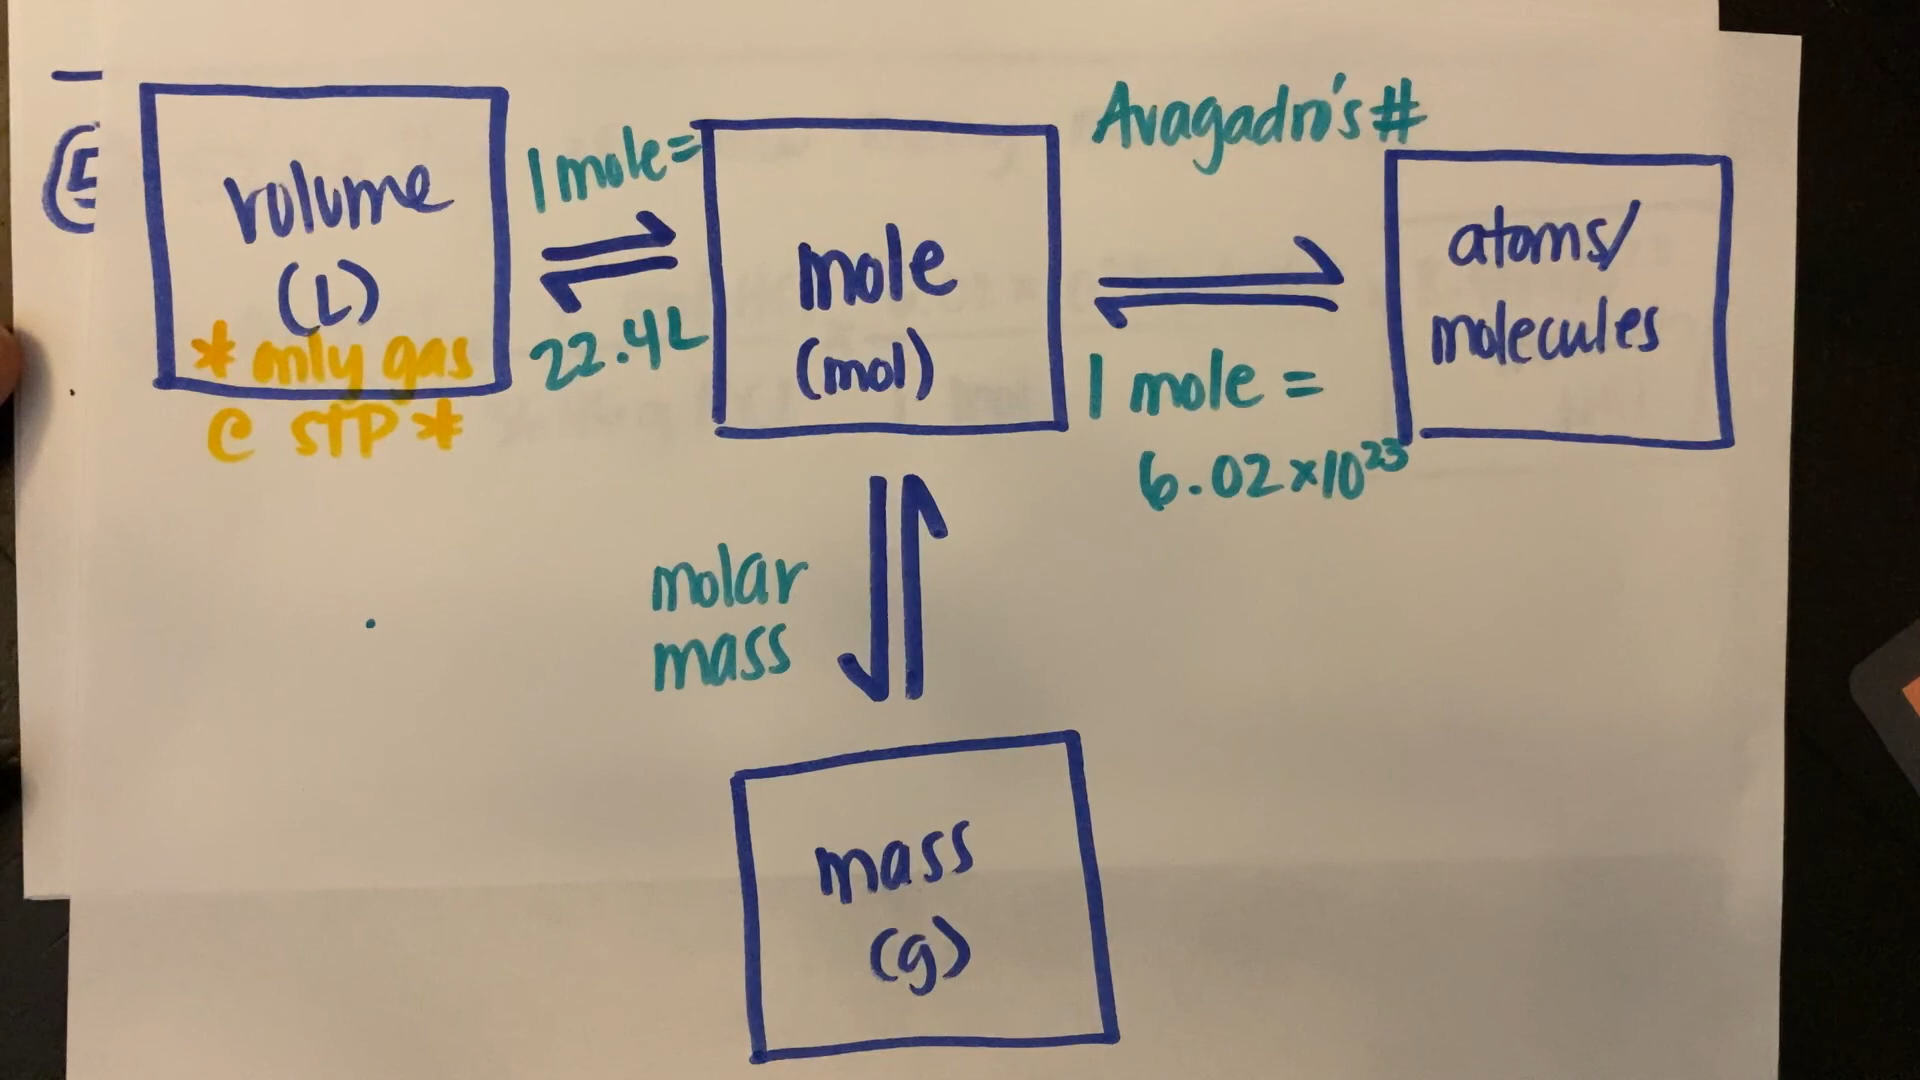 volume
(L)
* only gas
@ STP *
1 mole =
22.4L
mole
(mol)
Avagadro's #
1 mole =
6.02×10²³
atoms/
molecules
molar
mass
mass
(g)